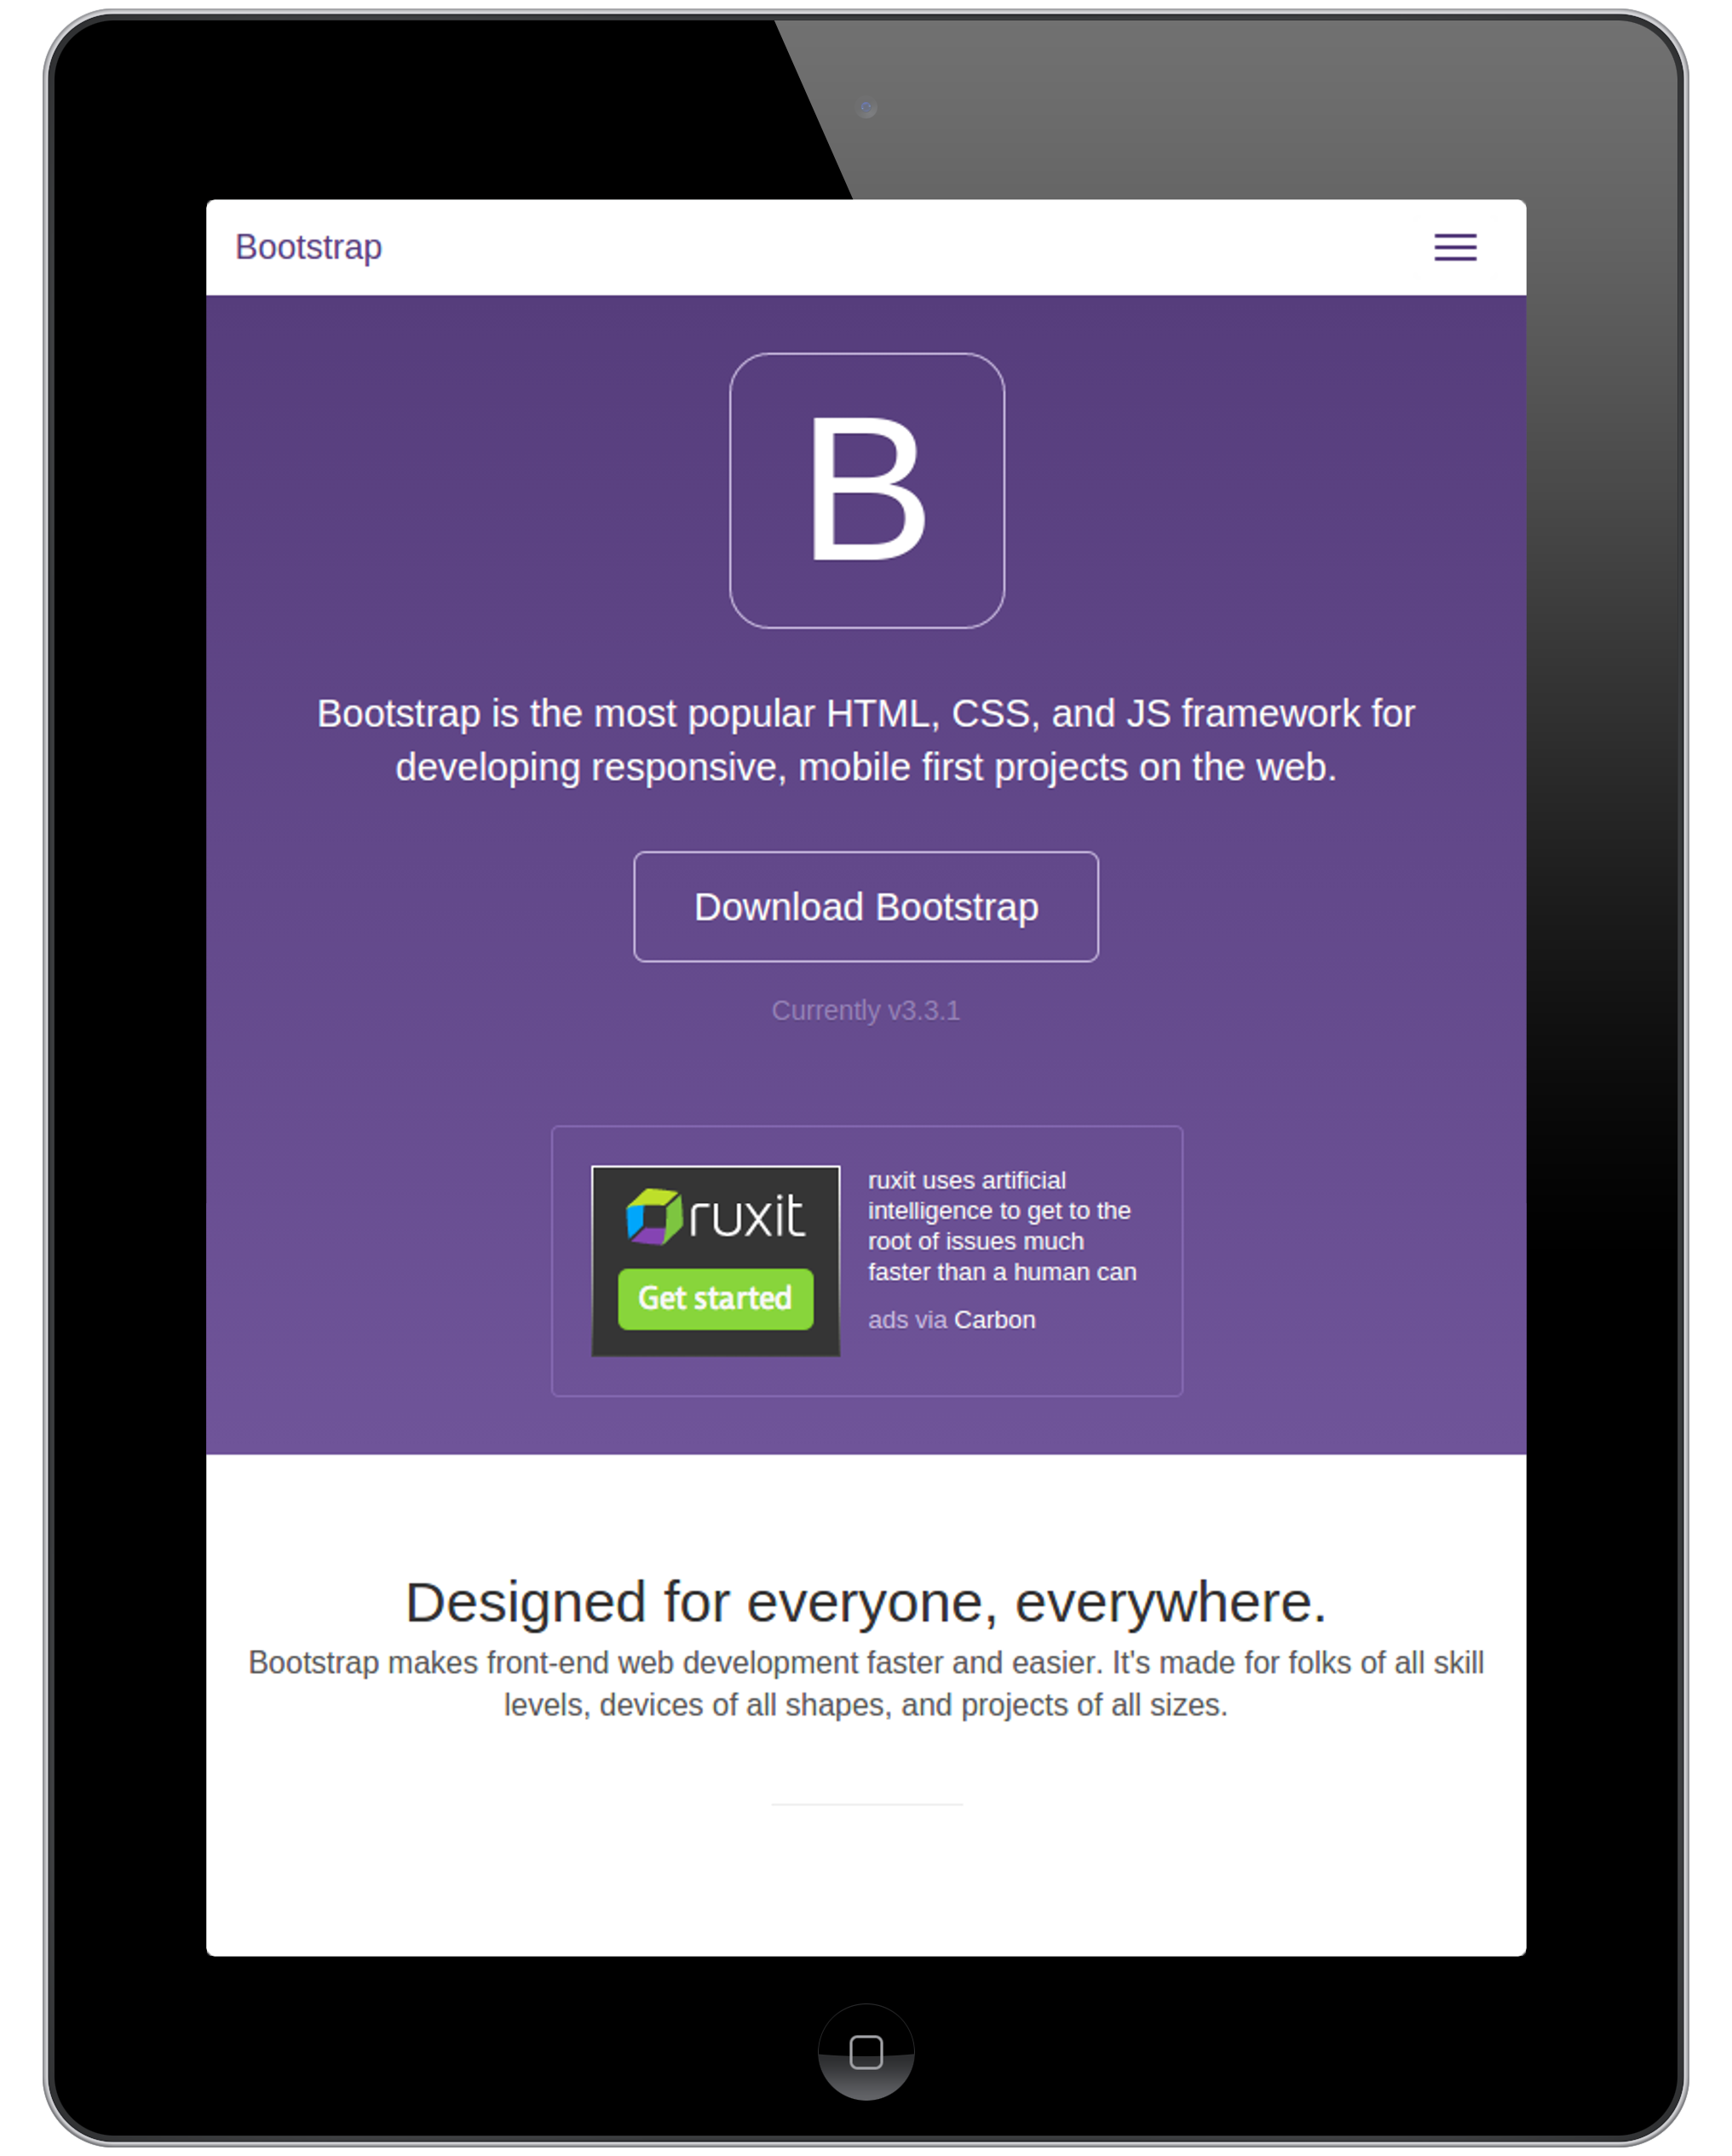 Bootstrap
B
Bootstrap is the most popular HTML, CSS, and JS framework for
developing responsive, mobile first projects on the web.
Download Bootstrap
Currently v3.3.1
ruxit
Get started
ruxit uses artificial
intelligence to get to the
root of issues much
faster than a human can
ads via Carbon
Designed for everyone, everywhere.
Bootstrap makes front-end web development faster and easier. It's made for folks of all skill
levels, devices of all shapes, and projects of all sizes.